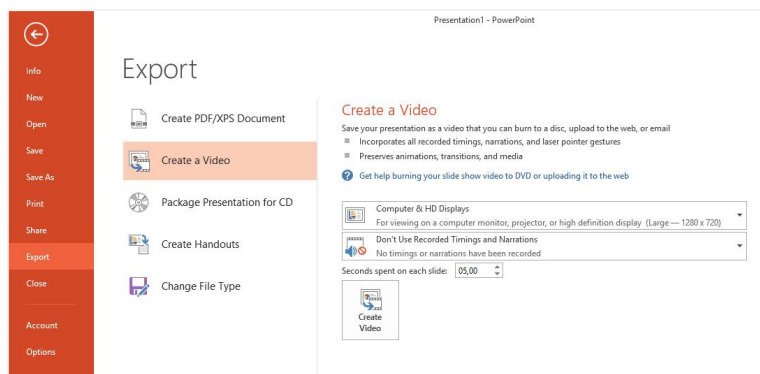 Presentation1 - PowerPoint
Info
New
Open
Save
Save As
Print
Share
Export
Close
Account
Options
Export
Create PDF/XPS Document
Create a Video
Package Presentation for CD
Create Handouts
Change File Type
Create a Video
Save your presentation as a video that you can burn to a disc, upload to the web, or email
Incorporates all recorded timings, narrations, and laser pointer gestures
Preserves animations, transitions, and media
Get help burning your slide show video to DVD or uploading it to the web
Computer & HD Displays
For viewing on a computer monitor, projector, or high definition display (Large — 1280 x 720)
Don't Use Recorded Timings and Narrations
No timings or narrations have been recorded
Seconds spent on each slide: 05,00
Create
Video